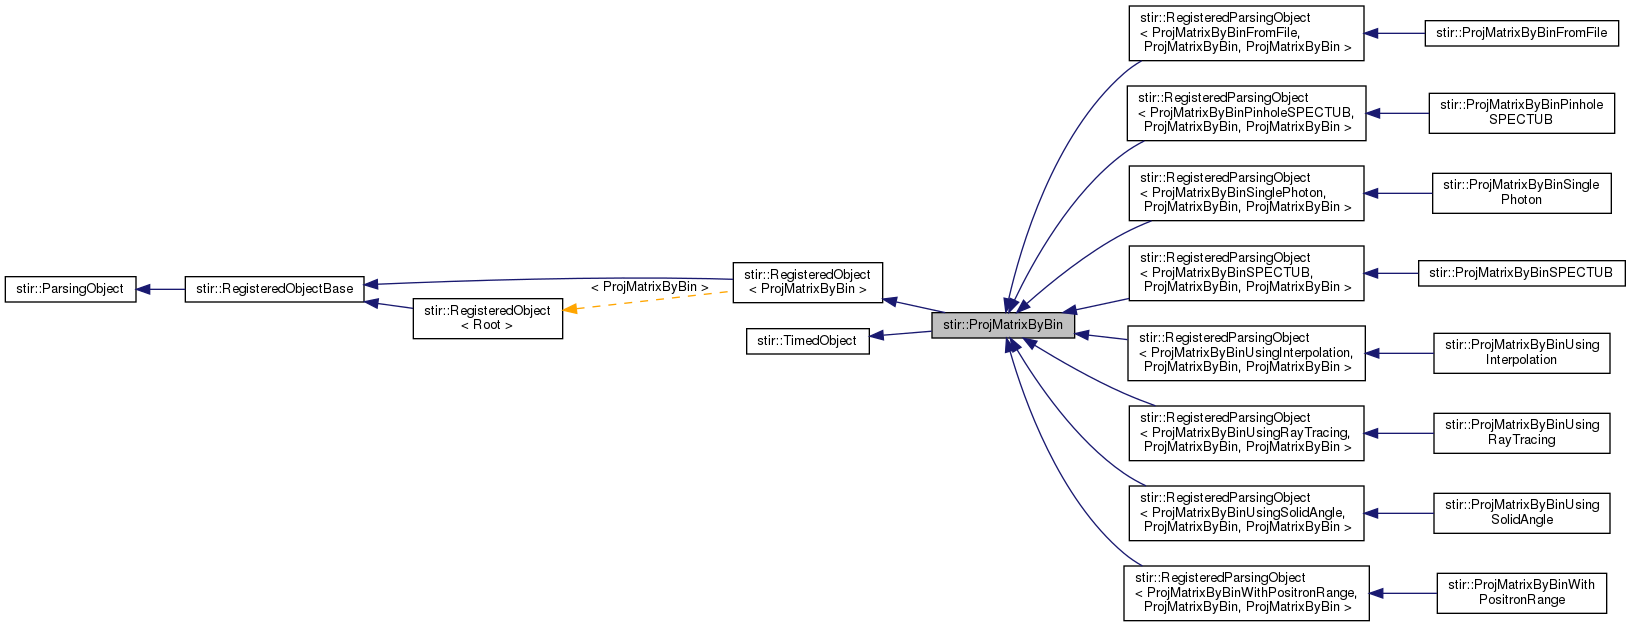 stir::ParsingObject
stir::RegisteredObjectBase
stir::RegisteredObject
< Root >
< ProjMatrixByBin >
stir::RegisteredObject
< ProjMatrixByBin >
stir::TimedObject
stir::ProjMatrixByBin
stir::RegisteredParsingObject
< ProjMatrixByBinFromFile,
ProjMatrixByBin, ProjMatrixByBin >
stir::ProjMatrixByBinFromFile
stir::RegisteredParsingObject
< ProjMatrixByBinPinholeSPECTUB,
ProjMatrixByBin, ProjMatrixByBin >
stir::ProjMatrixByBinPinhole
SPECTUB
stir::RegisteredParsingObject
< ProjMatrixByBinSinglePhoton,
ProjMatrixByBin, ProjMatrixByBin >
stir::ProjMatrixByBinSingle
Photon
stir::RegisteredParsingObject
< ProjMatrixByBinSPECTUB,
ProjMatrixByBin, ProjMatrixByBin >
stir::ProjMatrixByBinSPECTUB
stir::RegisteredParsingObject
< ProjMatrixByBinUsingInterpolation,
ProjMatrixByBin, ProjMatrixByBin >
stir::ProjMatrixByBinUsing
Interpolation
stir::RegisteredParsingObject
< ProjMatrixByBinUsingRayTracing,
ProjMatrixByBin, ProjMatrixByBin >
stir::ProjMatrixByBinUsing
RayTracing
stir::RegisteredParsingObject
< ProjMatrixByBinUsingSolidAngle,
ProjMatrixByBin, ProjMatrixByBin >
stir::ProjMatrixByBinUsing
SolidAngle
stir::RegisteredParsingObject
< ProjMatrixByBinWithPositronRange,
ProjMatrixByBin, ProjMatrixByBin >
stir::ProjMatrixByBinWith
PositronRange